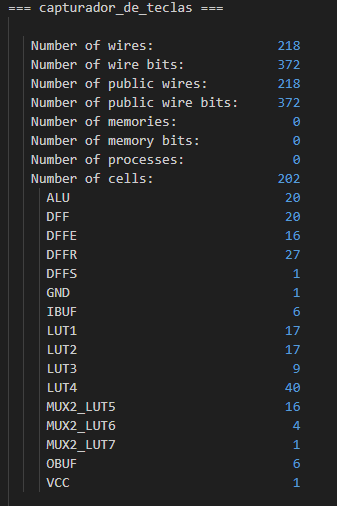 === capturador_de_teclas ===
Number of wires: 218
Number of wire bits: 372
Number of public wires: 218
Number of public wire bits: 372
Number of memories: 0
Number of memory bits: 0
Number of processes: 0
Number of cells: 202
ALU 20
DFF 20
DFFE 16
DFFR 27
DFFS 1
GND 1
IBUF 6
LUT1 17
LUT2 17
LUT3 9
LUT4 40
MUX2_LUT5 16
MUX2_LUT6 4
MUX2_LUT7 1
OBUF 6
VCC 1